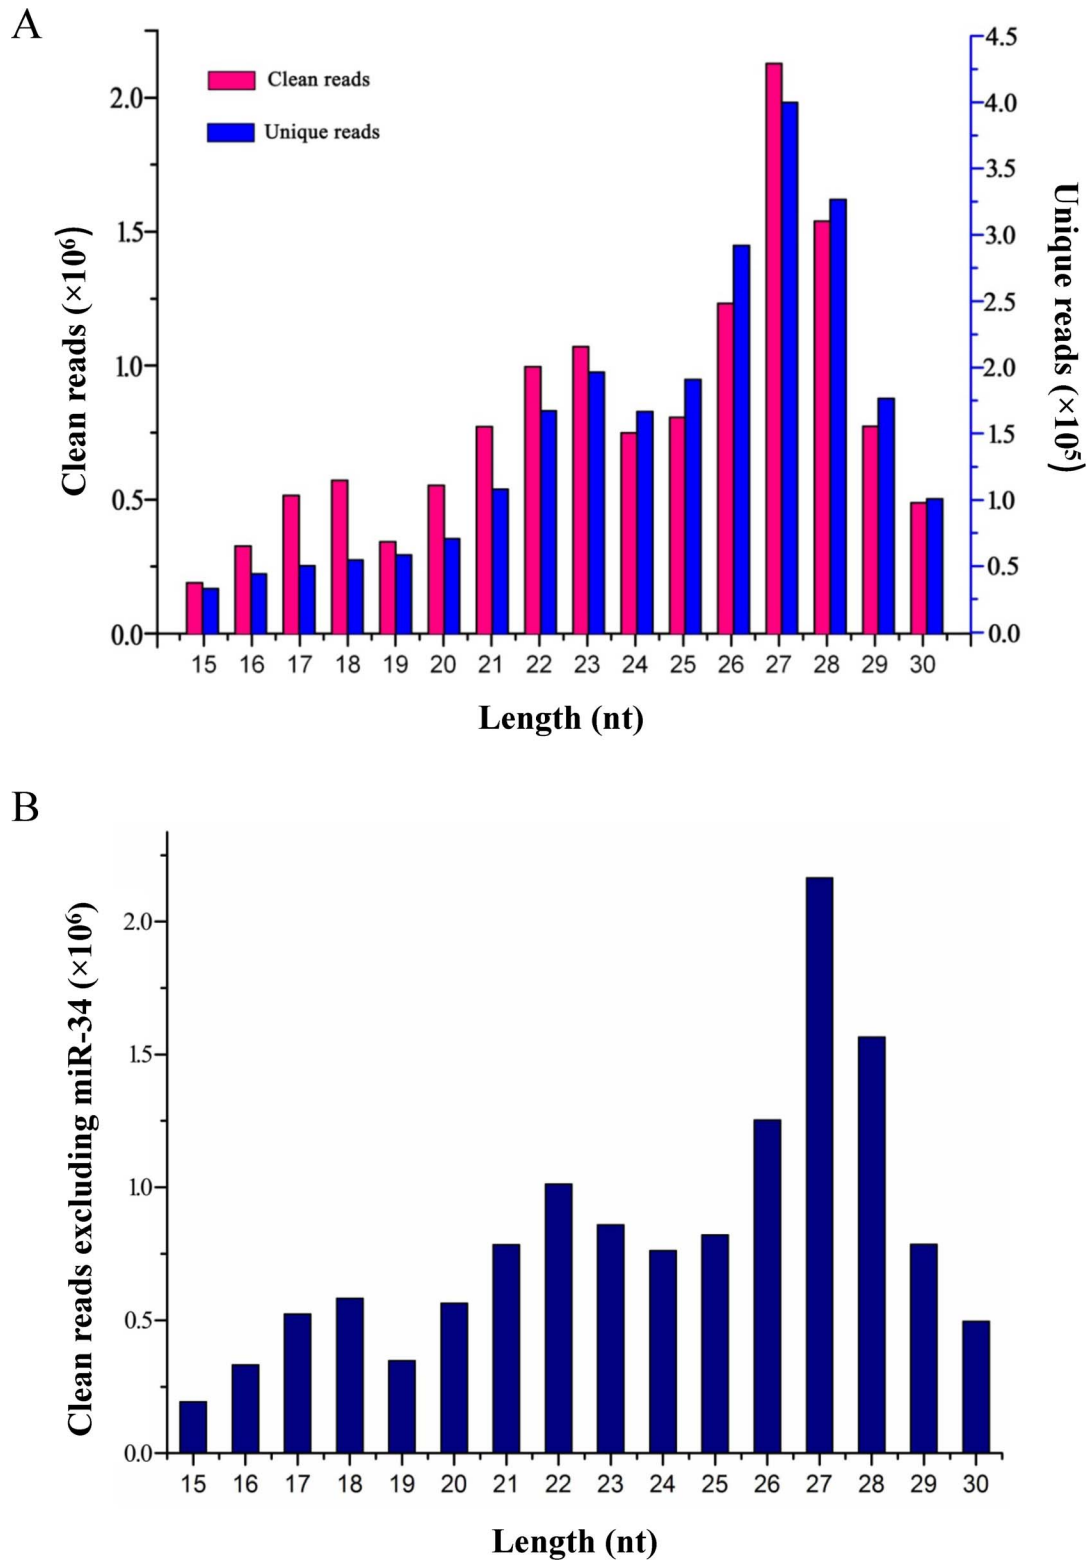 A
Clean reads
Unique reads
Clean reads (×10⁶)
2.0
1.5
1.0
0.5
0.0
4.5
4.0
3.5
3.0
2.5
2.0
1.5
1.0
0.5
0.0
Unique reads (×10⁵)
15 16 17 18 19 20 21 22 23 24 25 26 27 28 29 30
Length (nt)
B
Clean reads excluding miR-34 (×10⁶)
2.0
1.5
1.0
0.5
0.0
15 16 17 18 19 20 21 22 23 24 25 26 27 28 29 30
Length (nt)